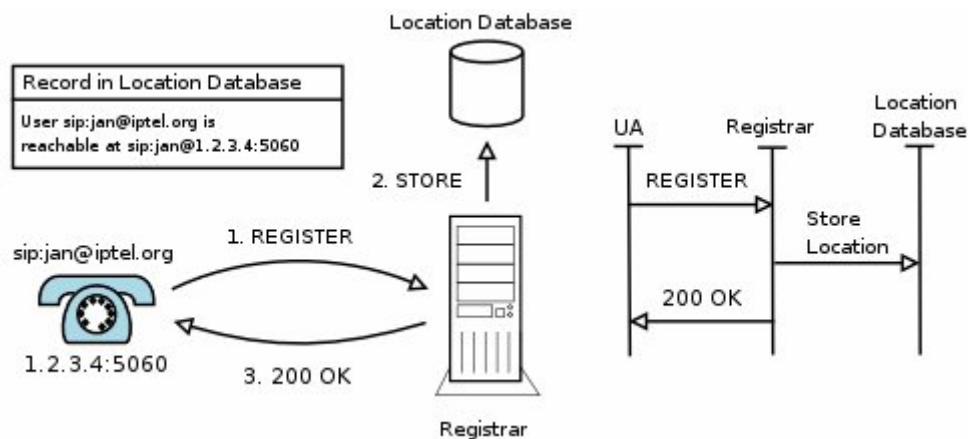 Location Database
Record in Location Database
User sip:jan@iptel.org is
reachable at sip:jan@1.2.3.4:5060
2. STORE
1. REGISTER
sip:jan@iptel.org
1.2.3.4:5060
3. 200 OK
Registrar
UA
Registrar
Location
Database
REGISTER
Store
Location
200 OK